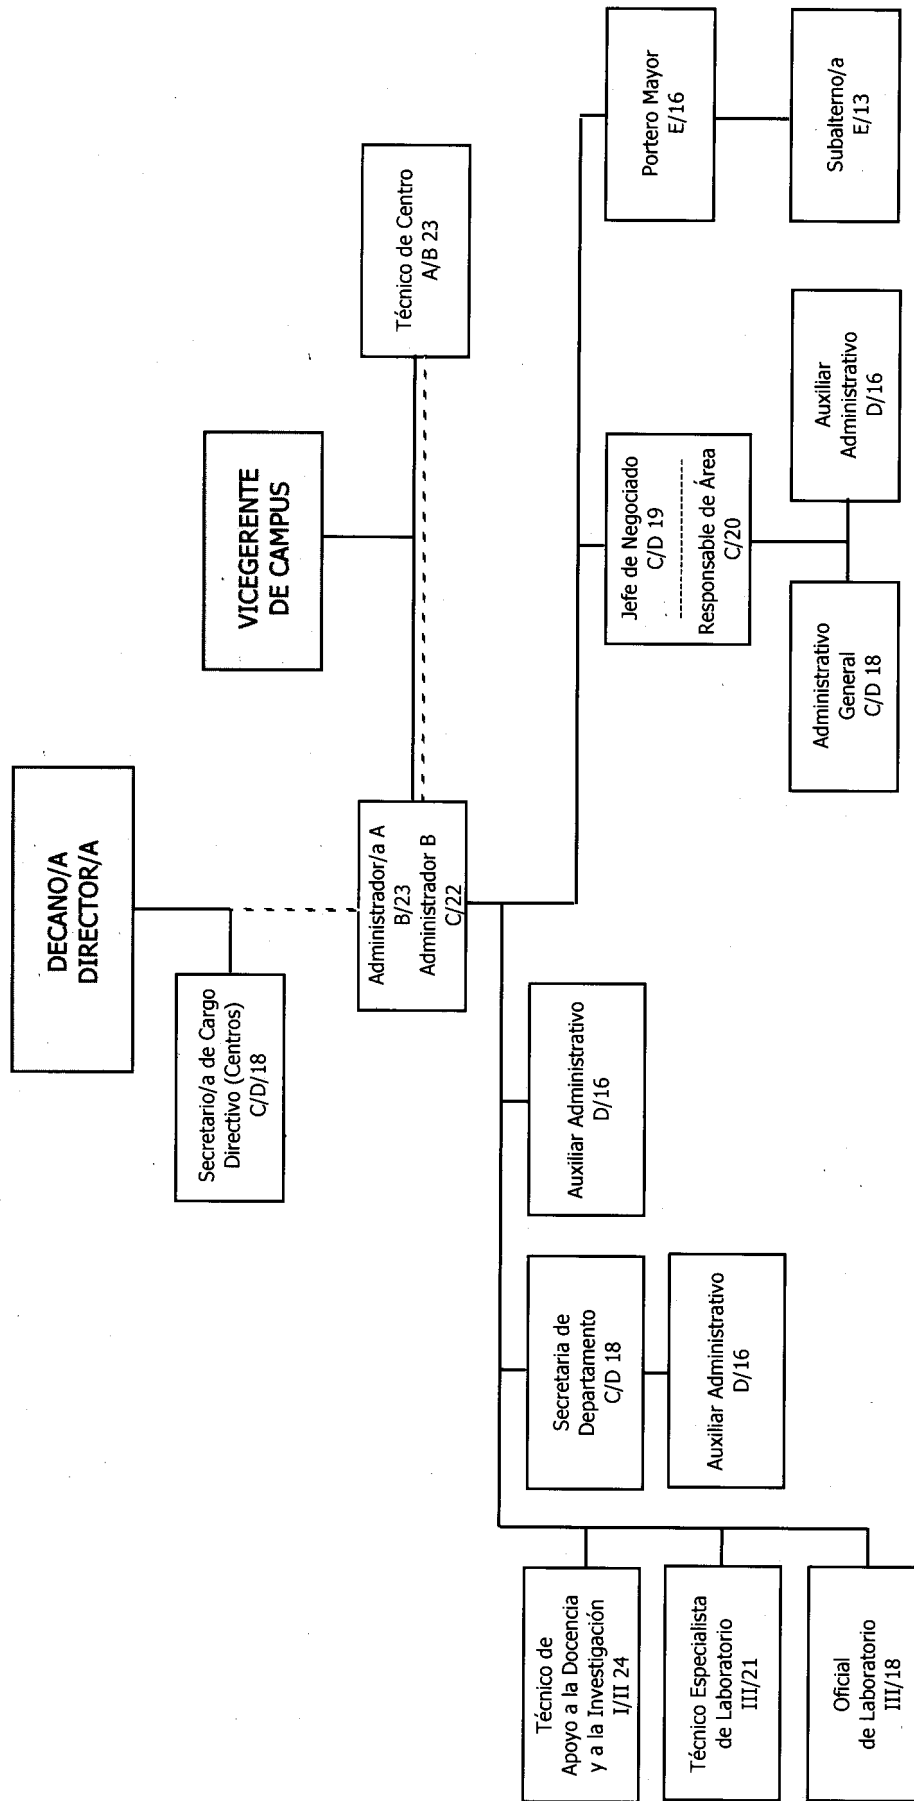 DECANO/A
DIRECTOR/A
Secretario/a de Cargo
Directivo (Centros)
C/D/18
VICEGERENTE
DE CAMPUS
Administrador/a A
B/23
Administrador B
C/22
Técnico de Centro
A/B 23
Técnico de
Apoyo a la Docencia
y a la Investigación
I/II 24
Técnico Especialista
de Laboratorio
III/21
Oficial
de Laboratorio
III/18
Secretaria de
Departamento
C/D 18
Auxiliar Administrativo
D/16
Auxiliar Administrativo
D/16
Jefe de Negociado
C/D 19
Responsable de Área
C/20
Administrativo
General
C/D 18
Auxiliar
Administrativo
D/16
Portero Mayor
E/16
Subalterno/a
E/13